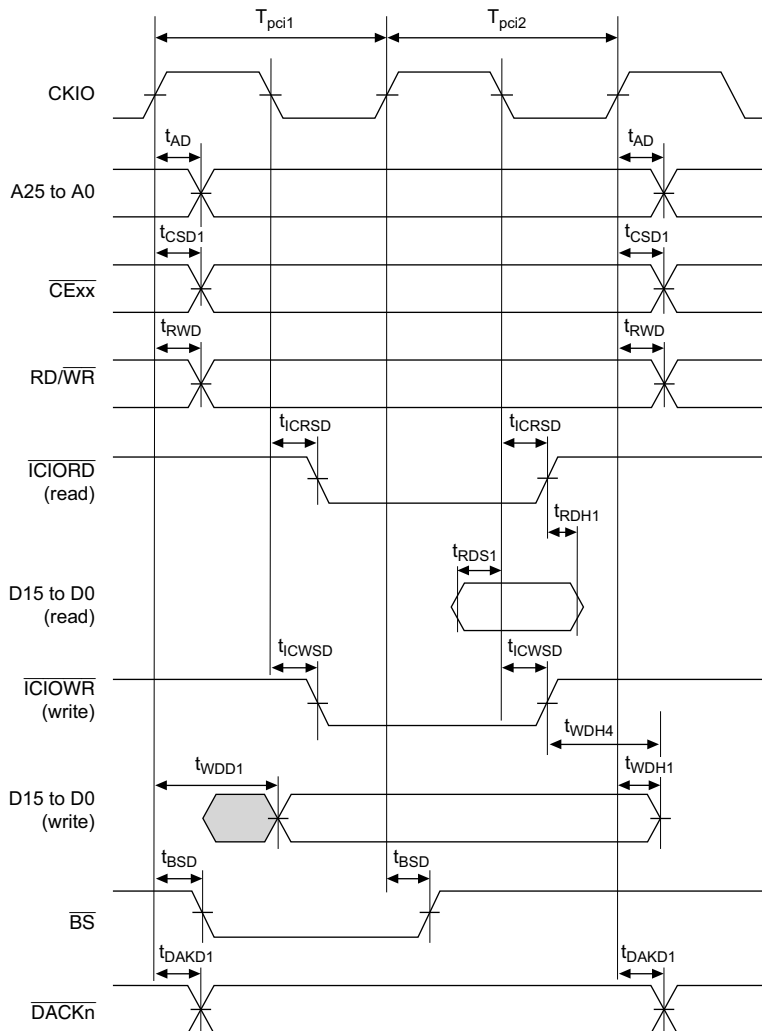 Tpci1 Tpci2
CKIO
tAD tAD
A25 to A0
tCSD1 tCSD1
CExx
tRWD tRWD
RD/WR
tICRSD tICRSD
ICIORD
(read)
tRDH1
tRDS1
D15 to D0
(read)
tICWSD tICWSD
ICIOWR
(write)
tWDH4
tWDD1 tWDH1
D15 to D0
(write)
tBSD tBSD
BS
tDAKD1 tDAKD1
DACKn